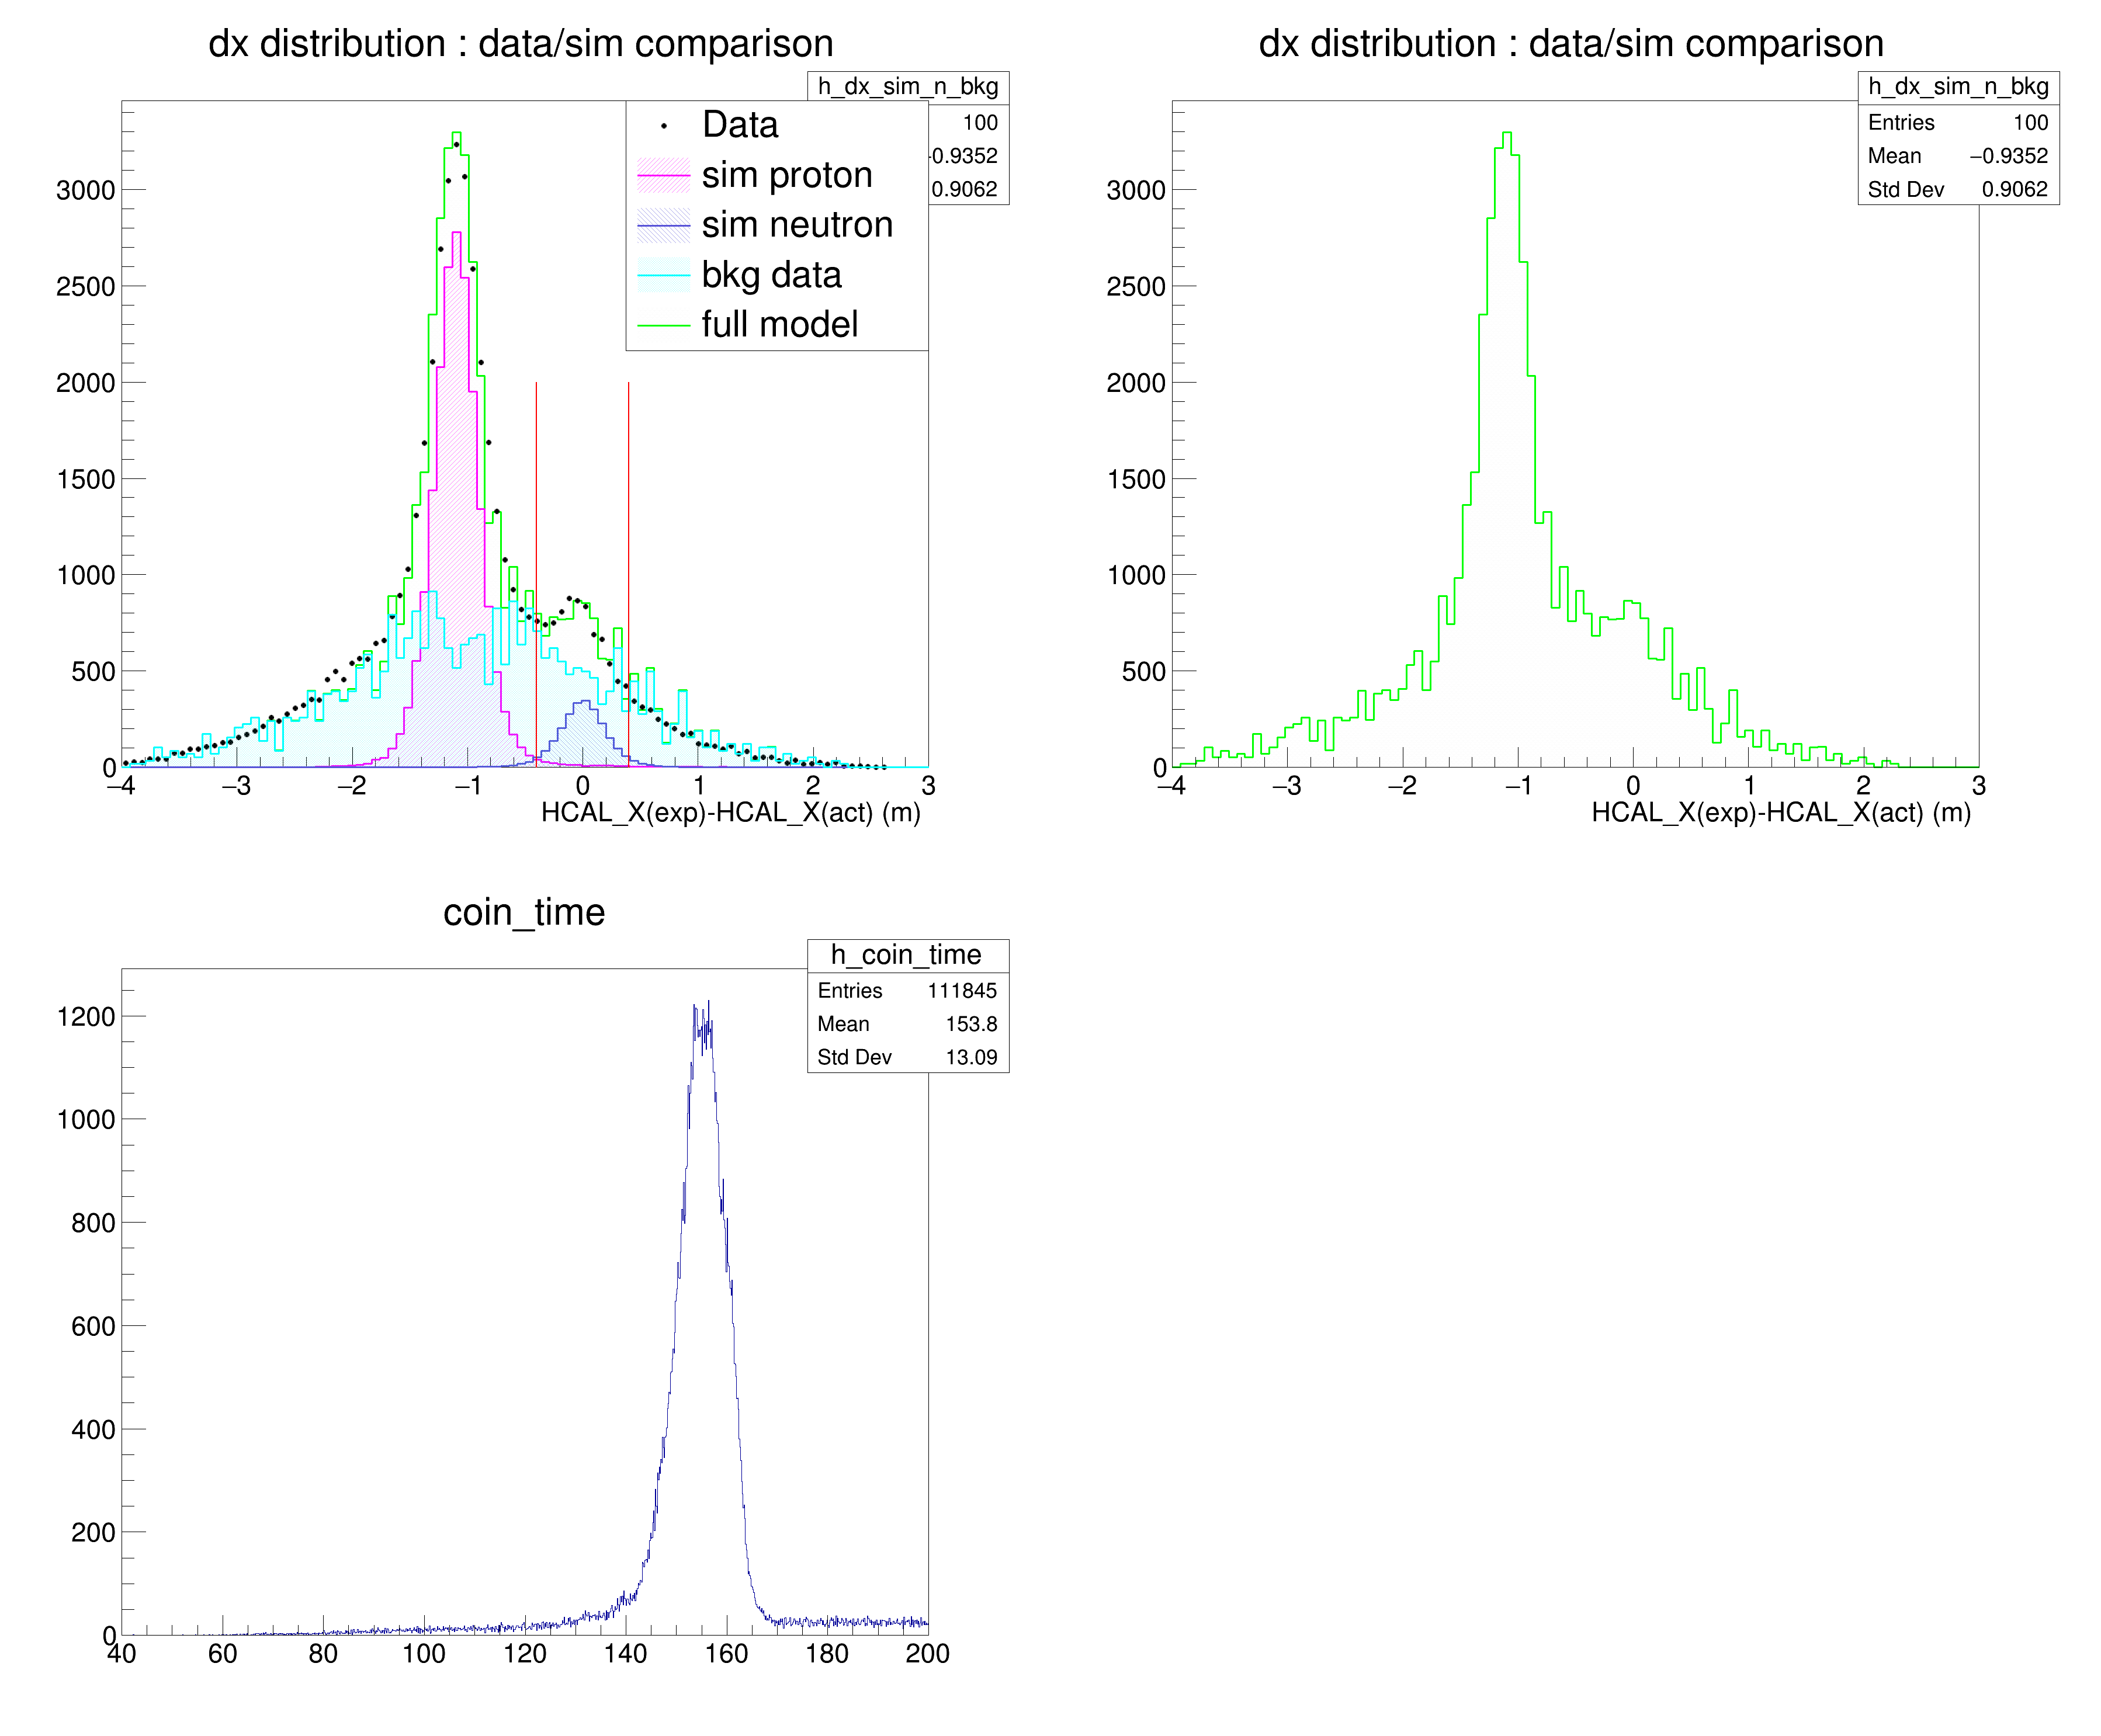 dx distribution : data/sim comparison
h_dx_sim_n_bkg
100
-0.9352
0.9062
Data
sim proton
sim neutron
bkg data
full model
3000
2500
2000
1500
1000
500
0
−4 −3 −2 −1 0 1 2 3
HCAL_X(exp)-HCAL_X(act) (m)
dx distribution : data/sim comparison
h_dx_sim_n_bkg
Entries 100
Mean −0.9352
Std Dev 0.9062
3000
2500
2000
1500
1000
500
0
−4 −3 −2 −1 0 1 2 3
HCAL_X(exp)-HCAL_X(act) (m)
coin_time
h_coin_time
Entries 111845
Mean 153.8
Std Dev 13.09
1200
1000
800
600
400
200
0
40 60 80 100 120 140 160 180 200